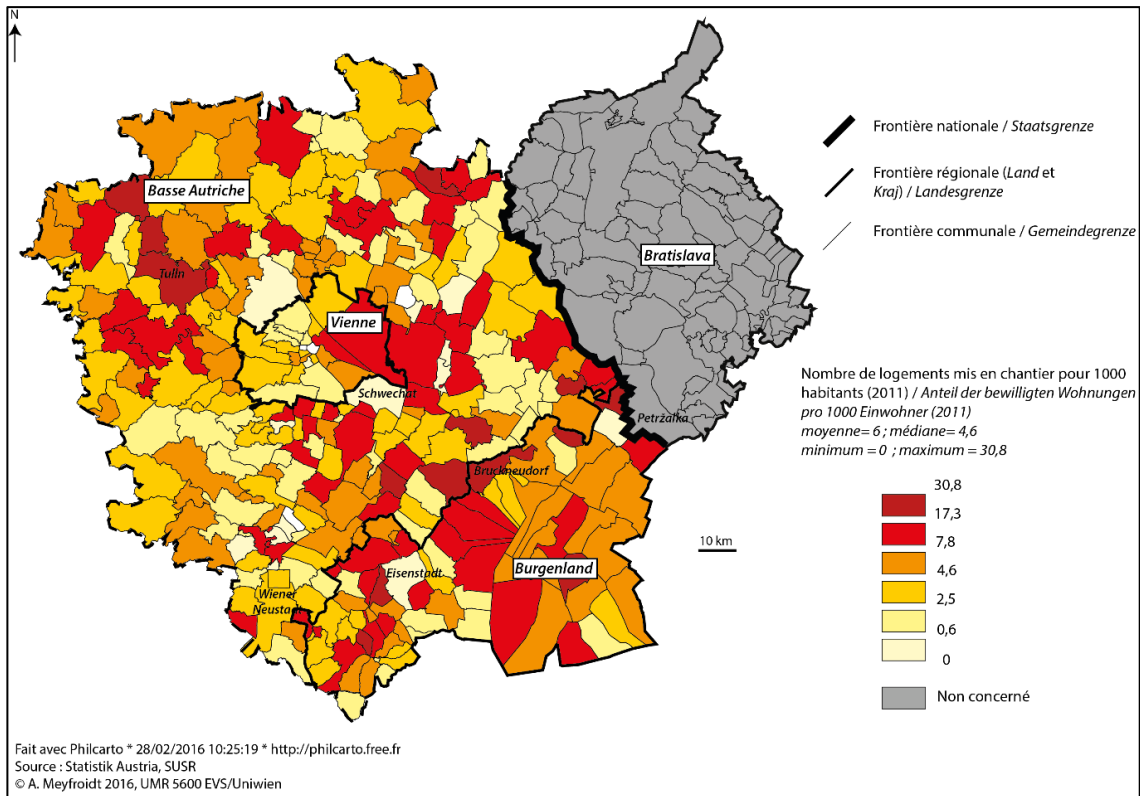 N
Basse Autriche
Tulln
Vienne
Schwechat
Bratislava
Petržalka
Bruckneudorf
Burgenland
Eisenstadt
Wiener
Neustadt
Frontière nationale / Staatsgrenze
Frontière régionale (Land et
Kraj) / Landesgrenze
Frontière communale / Gemeindegrenze
Nombre de logements mis en chantier pour 1000
habitants (2011) / Anteil der bewilligten Wohnungen
pro 1000 Einwohner (2011)
moyenne= 6 ; médiane= 4,6
minimum = 0 ; maximum = 30,8
30,8
17,3
7,8
4,6
2,5
0,6
0
Non concerné
10 km
Fait avec Philcarto * 28/02/2016 10:25:19 * http://philcarto.free.fr
Source : Statistik Austria, SUSR
© A. Meyfroidt 2016, UMR 5600 EVS/Uniwien